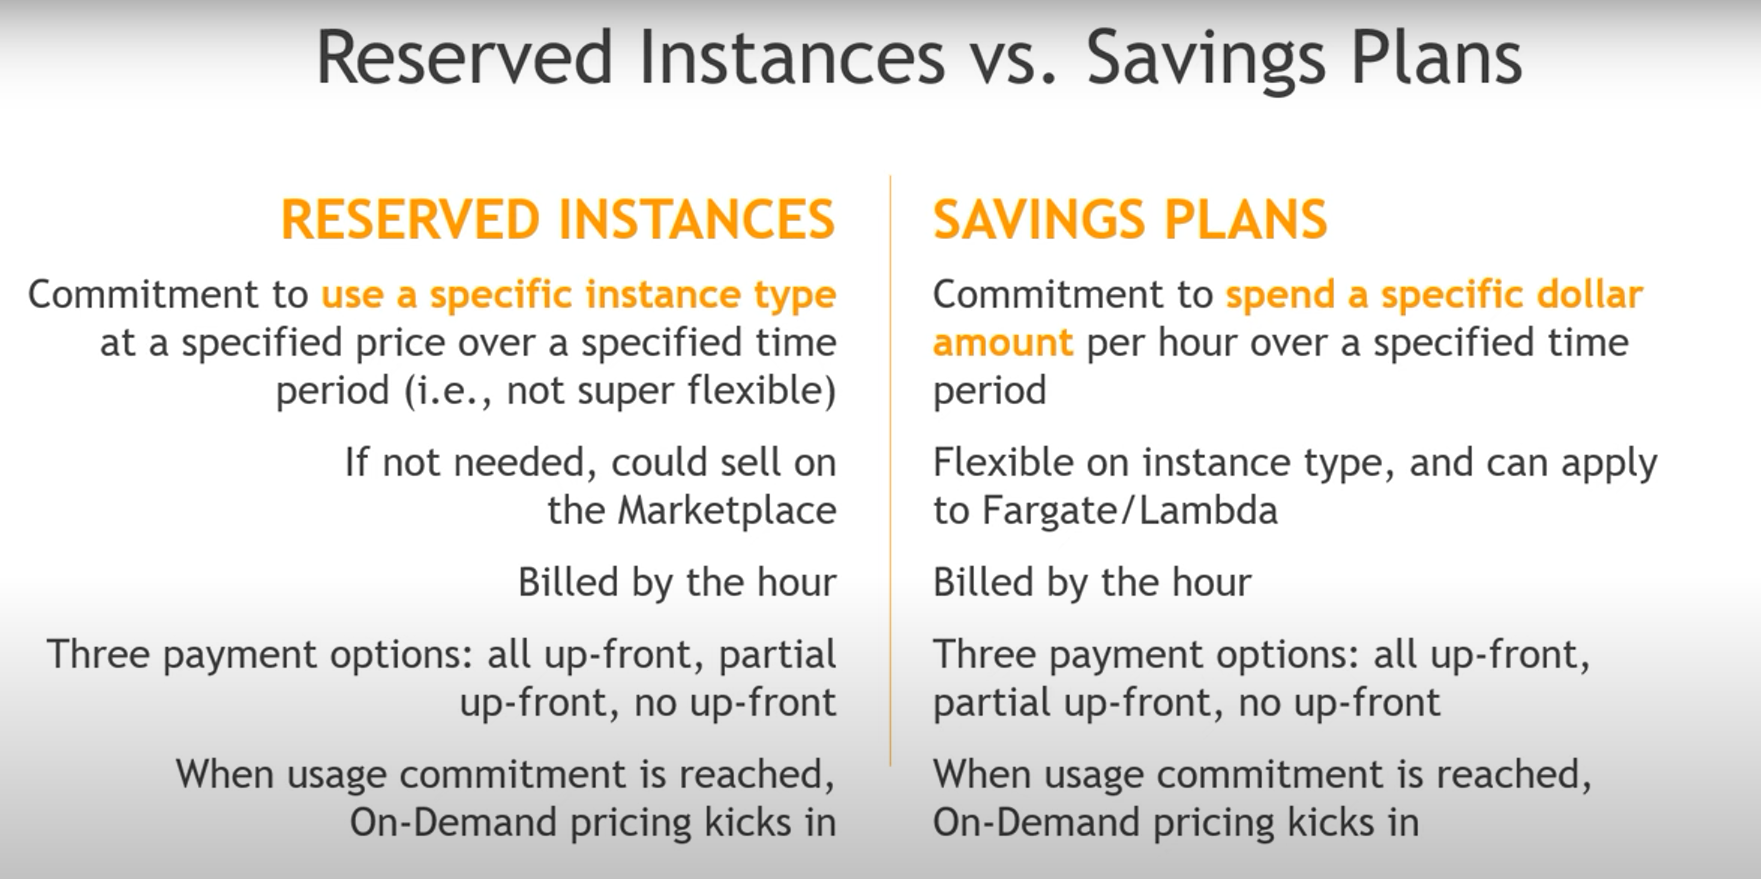 Reserved Instances vs. Savings Plans
RESERVED INSTANCES
Commitment to use a specific instance type
at a specified price over a specified time
period (i.e., not super flexible)
If not needed, could sell on
the Marketplace
Billed by the hour
Three payment options: all up-front, partial
up-front, no up-front
When usage commitment is reached,
On-Demand pricing kicks in
SAVINGS PLANS
Commitment to spend a specific dollar
amount per hour over a specified time
period
Flexible on instance type, and can apply
to Fargate/Lambda
Billed by the hour
Three payment options: all up-front,
partial up-front, no up-front
When usage commitment is reached,
On-Demand pricing kicks in